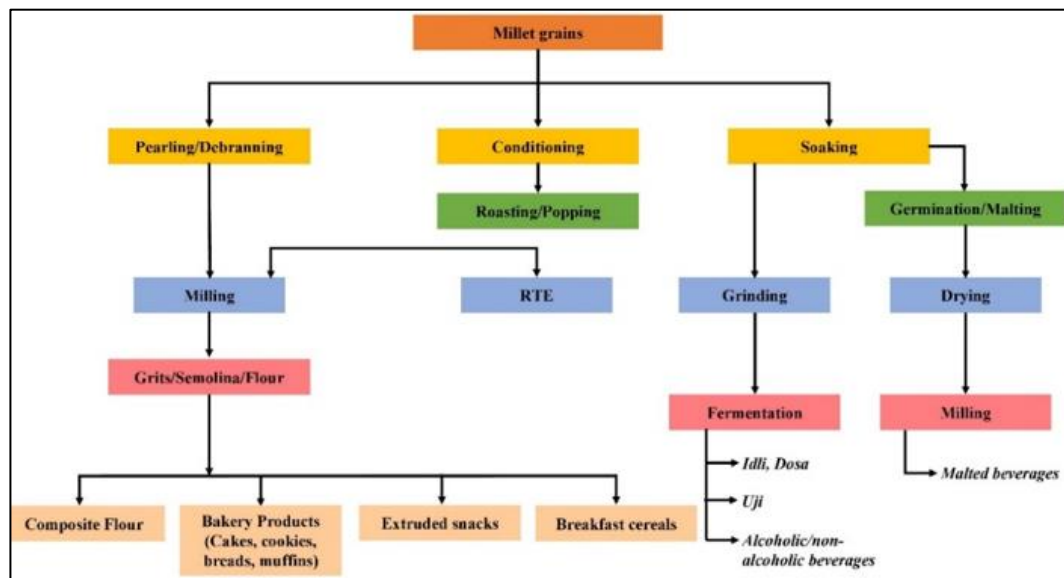 Millet grains
Pearling/Debranning
Conditioning
Soaking
Roasting/Popping
Germination/Malting
Milling
RTE
Grinding
Drying
Grits/Semolina/Flour
Fermentation
Milling
Idli, Dosa
Malted beverages
Uji
Composite Flour
Bakery Products
(Cakes, cookies,
breads, muffins)
Extruded snacks
Breakfast cereals
Alcoholic/non-
alcoholic beverages